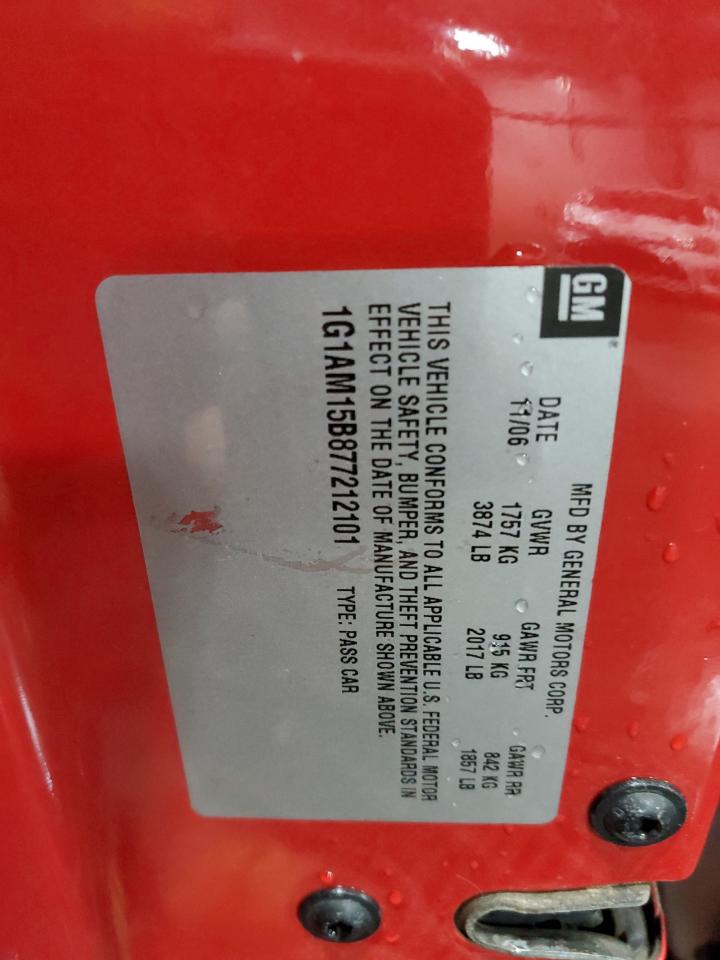 GM
MFD BY GENERAL MOTORS CORP.
DATE GVWR GAWR FRT GAWR RR
11/06 1757 KG 915 KG 842 KG
3874 LB 2017 LB 1857 LB
THIS VEHICLE CONFORMS TO ALL APPLICABLE U.S. FEDERAL MOTOR
VEHICLE SAFETY, BUMPER, AND THEFT PREVENTION STANDARDS IN
EFFECT ON THE DATE OF MANUFACTURE SHOWN ABOVE.
1G1AM15B877212101 TYPE: PASS CAR